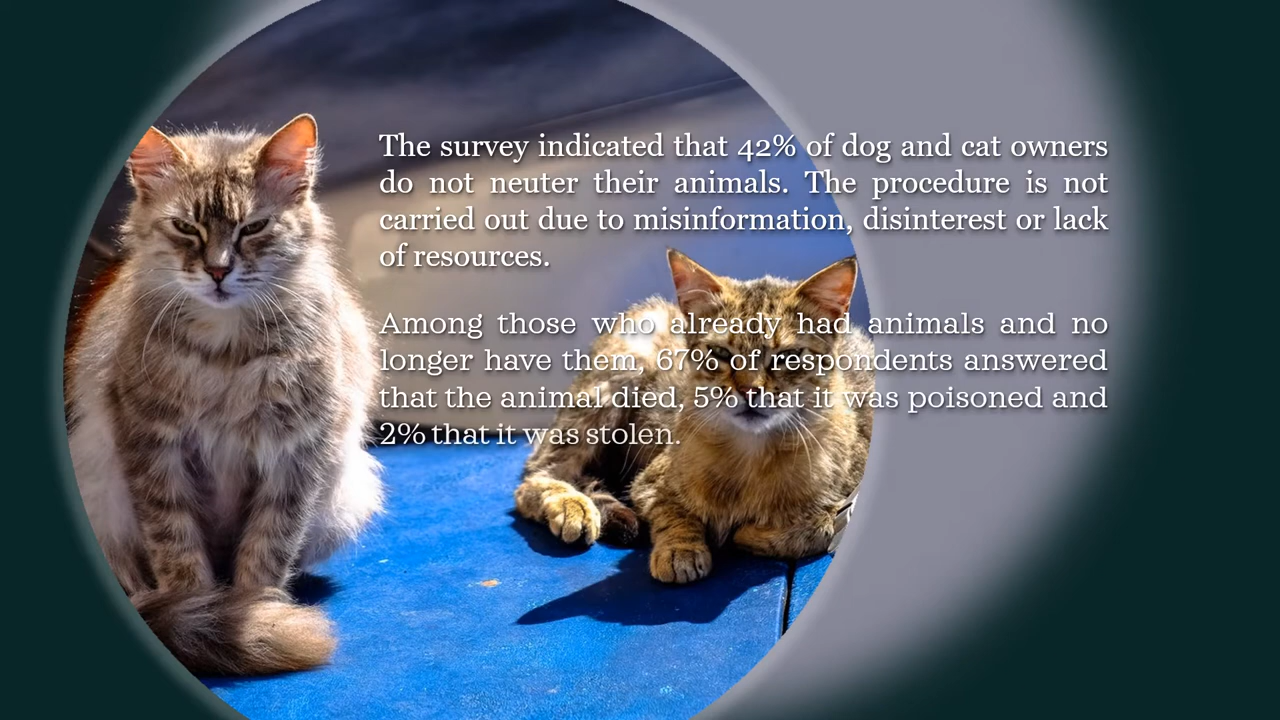 The survey indicated that 42% of dog and cat owners
do not neuter their animals. The procedure is not
carried out due to misinformation, disinterest or lack
of resources.
Among those who already had animals and no
longer have them, 67% of respondents answered
that the animal died, 5% that it was poisoned and
2% that it was stolen.